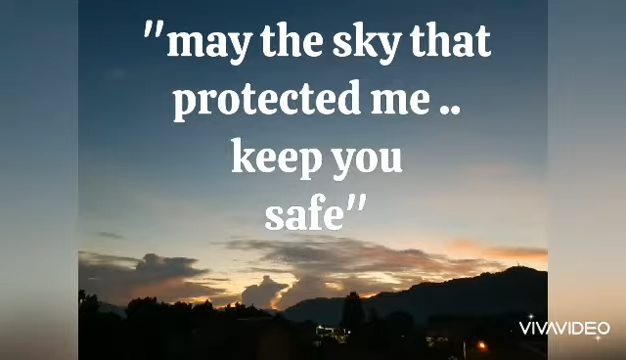 "may the sky that
protected me ..
keep you
safe"
VIVAVIDEO